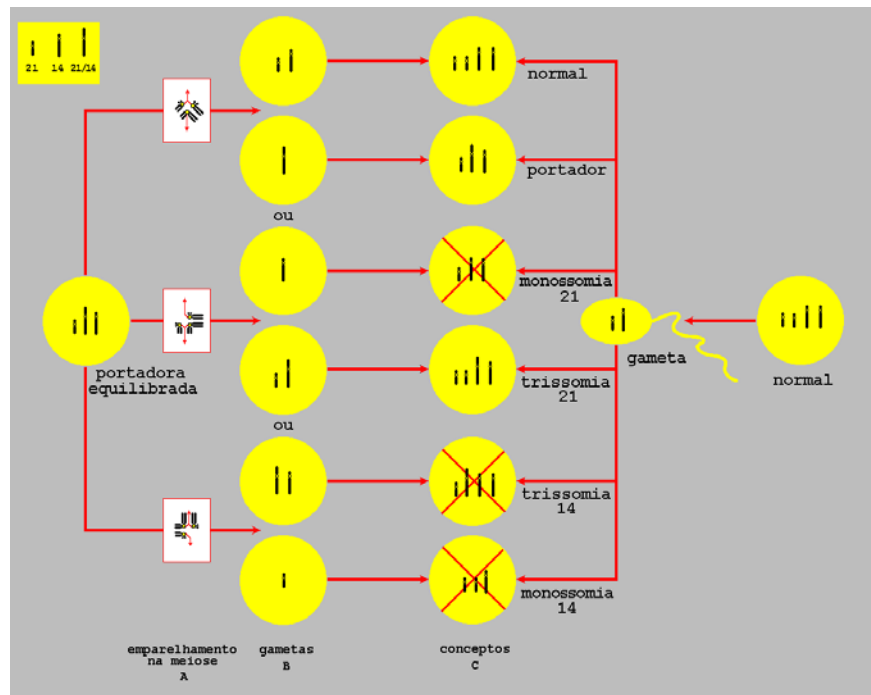 21 14 21/14
normal
portador
ou
monossomia
21
gameta
normal
portadora
equilibrada
trissomia
21
ou
trissomia
14
monossomia
14
emparelhamento
na meiose
A
gametas
B
conceptos
C